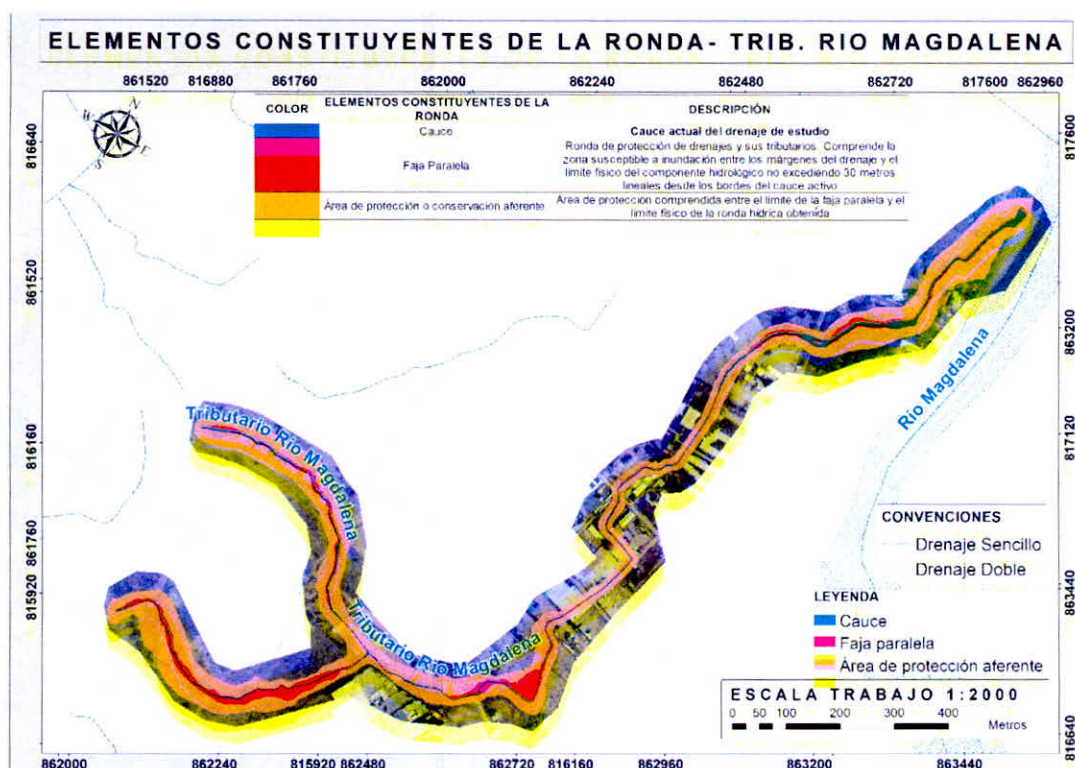 ELEMENTOS CONSTITUYENTES DE LA RONDA- TRIB. RIO MAGDALENA
861520 816880 861760 862000 862240 862480 862720 817600 862960
N
W
E
S
COLOR
ELEMENTOS CONSTITUYENTES DE LA RONDA
DESCRIPCIÓN
Cauce
Cauce actual del drenaje de estudio
Faja Paralela
Ronda de protección de drenajes y sus tributarios. Comprende la
zona susceptible a inundación entre los márgenes del drenaje y el
límite físico del componente hidrológico no excediendo 30 metros
lineales desde los bordes del cauce activo
Área de protección o conservación aferente
Área de protección comprendida entre el límite de la faja paralela y el
límite físico de la ronda hídrica obtenida
816640
861520
816160
861760
815920
817600
863200
817120
863440
816640
Tributario Rio Magdalena
Tributario Rio Magdalena
Rio Magdalena
CONVENCIONES
Drenaje Sencillo
Drenaje Doble
LEYENDA
Cauce
Faja paralela
Área de protección aferente
ESCALA TRABAJO 1:2000
0 50 100 200 300 400
Metros
862000 862240 815920 862480 862720 816160 862960 863200 863440